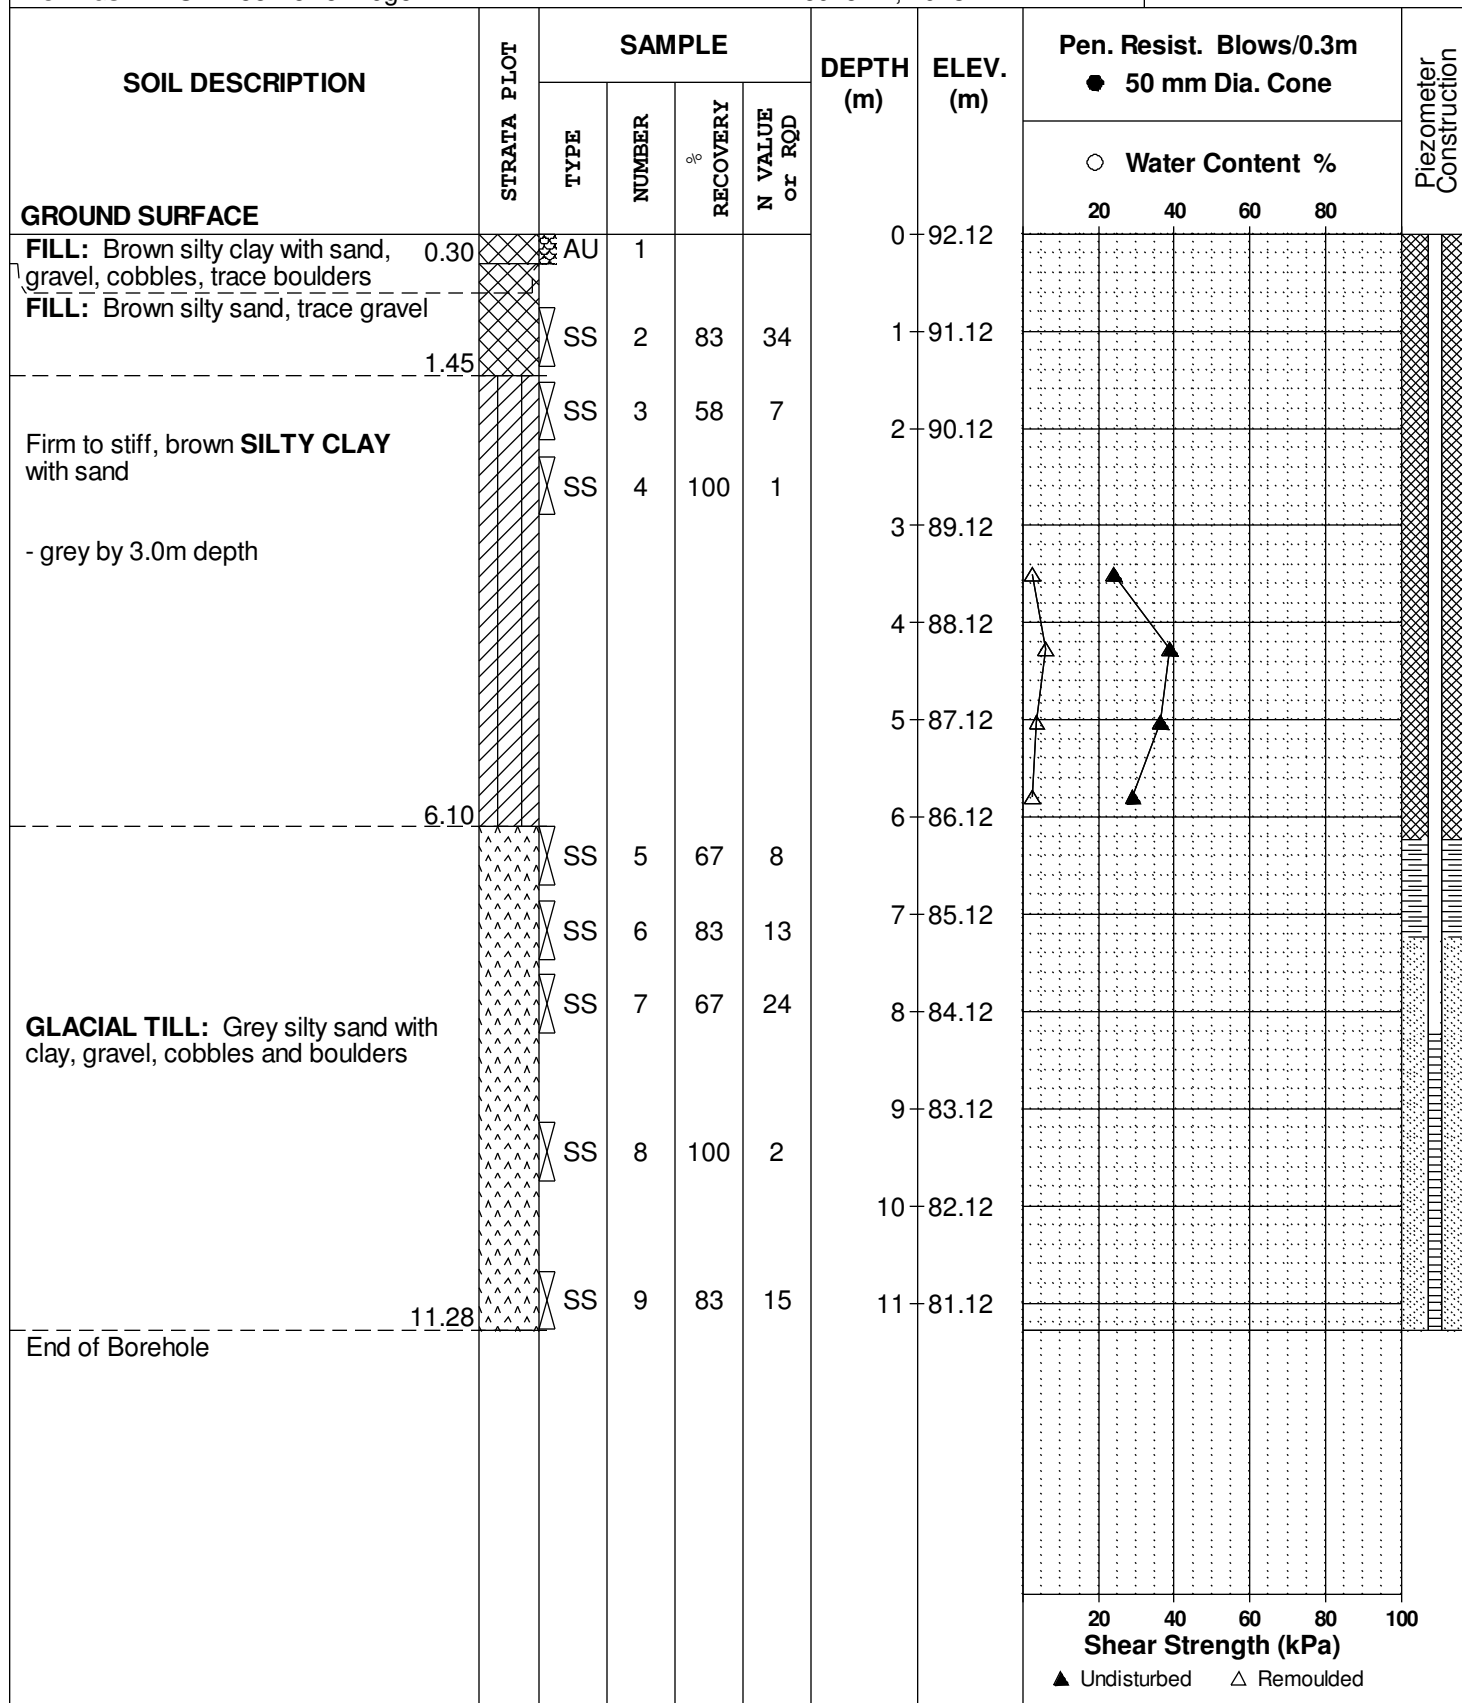 SOIL DESCRIPTION
GROUND SURFACE
STRATA PLOT
SAMPLE
TYPE
NUMBER
% RECOVERY
N VALUE or RQD
DEPTH (m)
ELEV. (m)
Pen. Resist. Blows/0.3m
● 50 mm Dia. Cone
○ Water Content %
20 40 60 80
Piezometer Construction
FILL: Brown silty clay with sand, 0.30
gravel, cobbles, trace boulders
AU 1
0 92.12
FILL: Brown silty sand, trace gravel
1.45
SS 2 83 34
1 91.12
SS 3 58 7
2 90.12
Firm to stiff, brown SILTY CLAY
with sand
SS 4 100 1
3 89.12
- grey by 3.0m depth
4 88.12
5 87.12
6.10
6 86.12
SS 5 67 8
SS 6 83 13
7 85.12
SS 7 67 24
8 84.12
GLACIAL TILL: Grey silty sand with
clay, gravel, cobbles and boulders
9 83.12
SS 8 100 2
10 82.12
SS 9 83 15
11 81.12
11.28
End of Borehole
20 40 60 80 100
Shear Strength (kPa)
▲ Undisturbed △ Remoulded